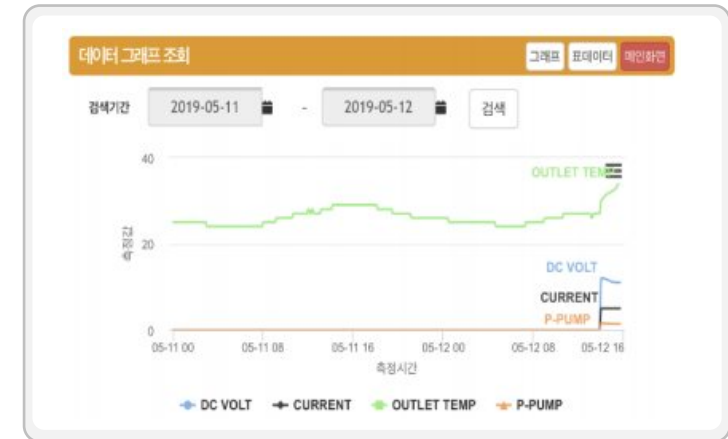 데이터 그래프 조회
그래프 표데이터 메인화면
검색기간 2019-05-11 - 2019-05-12 검색
40
OUTLET TEMP
측정값
20
DC VOLT
CURRENT
P-PUMP
0
05-11 00 05-11 08 05-11 16 05-12 00 05-12 08 05-12 16
측정시간
DC VOLT CURRENT OUTLET TEMP P-PUMP